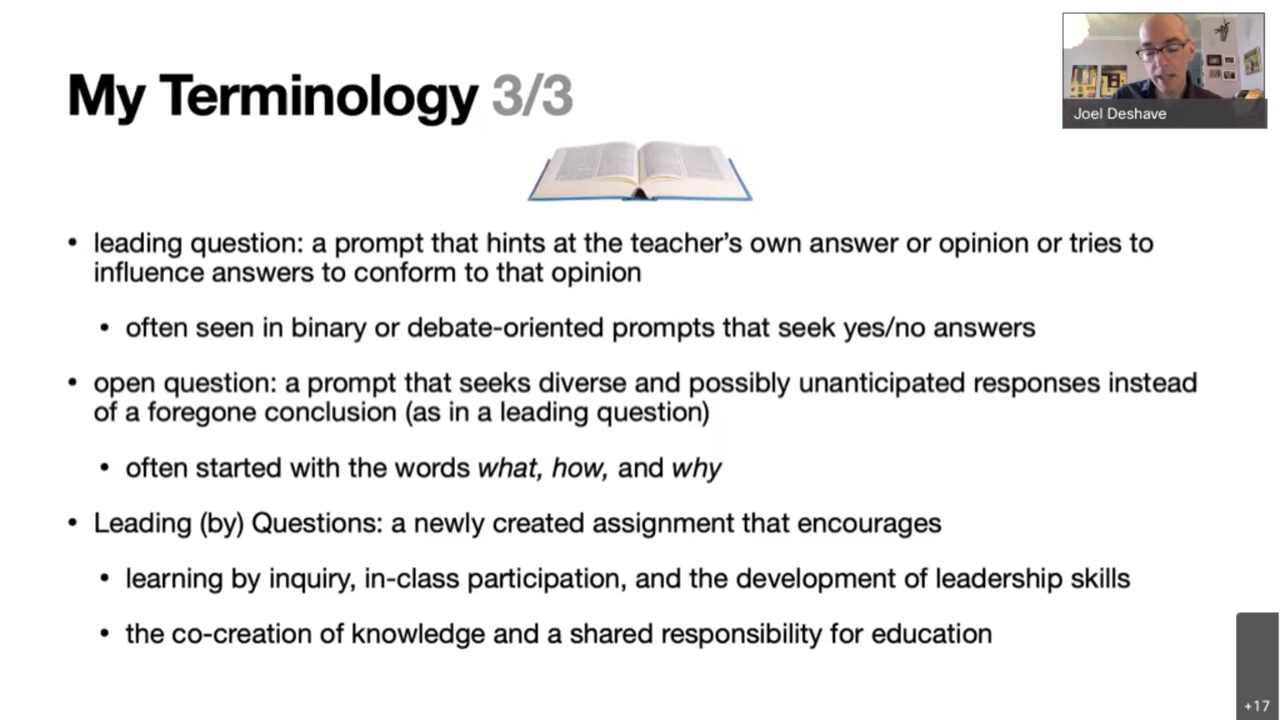 My Terminology 3/3
Joel Deshave
• leading question: a prompt that hints at the teacher’s own answer or opinion or tries to
influence answers to conform to that opinion
• often seen in binary or debate-oriented prompts that seek yes/no answers
• open question: a prompt that seeks diverse and possibly unanticipated responses instead
of a foregone conclusion (as in a leading question)
• often started with the words what, how, and why
• Leading (by) Questions: a newly created assignment that encourages
• learning by inquiry, in-class participation, and the development of leadership skills
• the co-creation of knowledge and a shared responsibility for education
+17